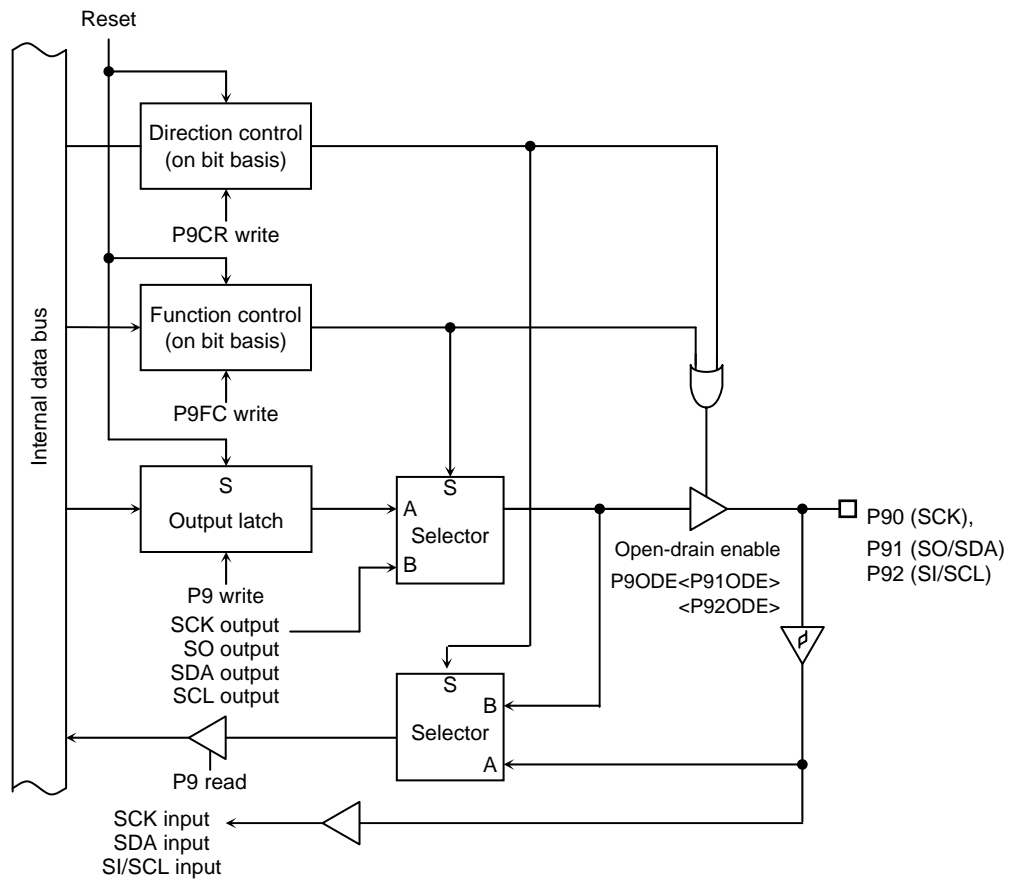 Reset
Direction control
(on bit basis)
P9CR write
Function control
(on bit basis)
P9FC write
Internal data bus
S
Output latch
P9 write
S
A
Selector
B
SCK output
SO output
SDA output
SCL output
Open-drain enable
P9ODE<P91ODE>
<P92ODE>
P90 (SCK),
P91 (SO/SDA)
P92 (SI/SCL)
S
B
Selector
A
P9 read
SCK input
SDA input
SI/SCL input